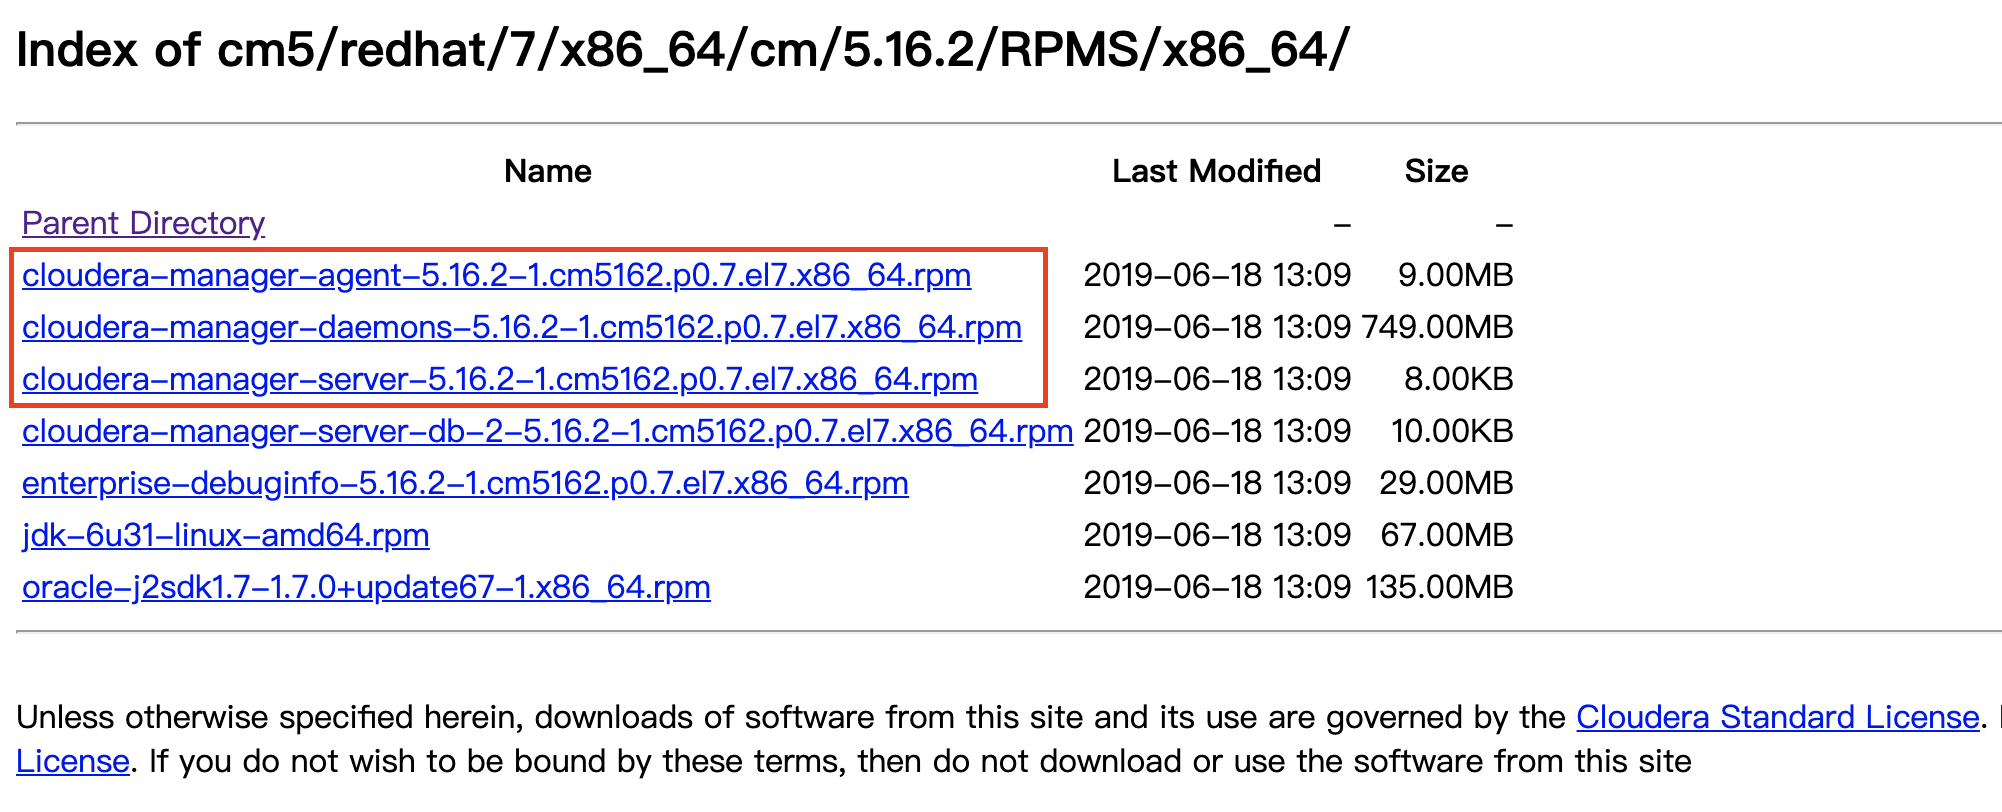 Index of cm5/redhat/7/x86_64/cm/5.16.2/RPMS/x86_64/
Name Last Modified Size
Parent Directory – –
cloudera-manager-agent-5.16.2-1.cm5162.p0.7.el7.x86_64.rpm 2019-06-18 13:09 9.00MB
cloudera-manager-daemons-5.16.2-1.cm5162.p0.7.el7.x86_64.rpm 2019-06-18 13:09 749.00MB
cloudera-manager-server-5.16.2-1.cm5162.p0.7.el7.x86_64.rpm 2019-06-18 13:09 8.00KB
cloudera-manager-server-db-2-5.16.2-1.cm5162.p0.7.el7.x86_64.rpm 2019-06-18 13:09 10.00KB
enterprise-debuginfo-5.16.2-1.cm5162.p0.7.el7.x86_64.rpm 2019-06-18 13:09 29.00MB
jdk-6u31-linux-amd64.rpm 2019-06-18 13:09 67.00MB
oracle-j2sdk1.7-1.7.0+update67-1.x86_64.rpm 2019-06-18 13:09 135.00MB
Unless otherwise specified herein, downloads of software from this site and its use are governed by the Cloudera Standard License.
License. If you do not wish to be bound by these terms, then do not download or use the software from this site